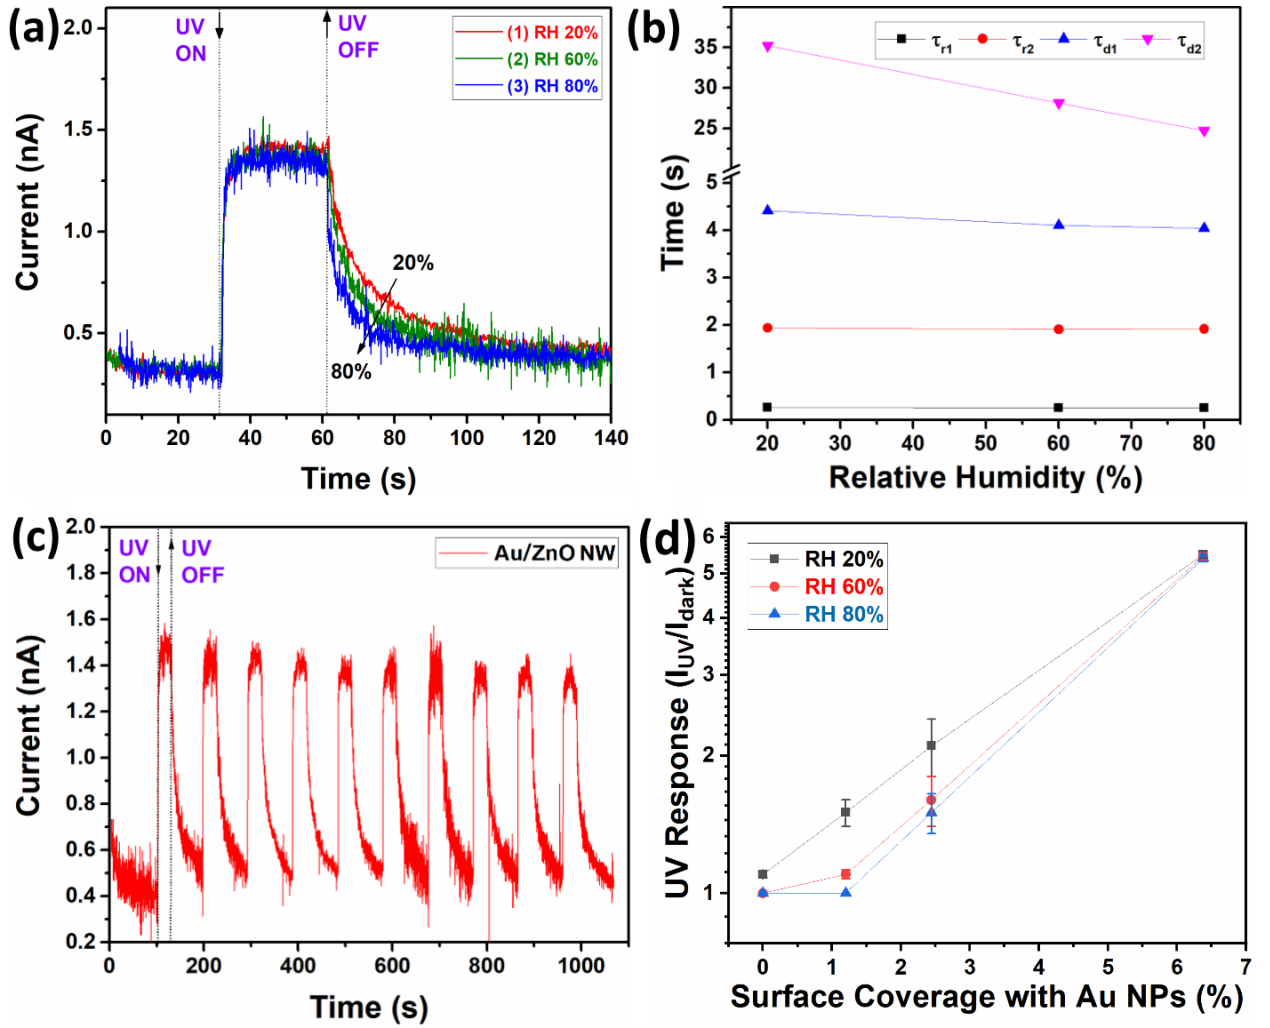 (a)
UV
ON
UV
OFF
(1) RH 20%
(2) RH 60%
(3) RH 80%
20%
80%
2.0
1.5
1.0
0.5
Current (nA)
0 20 40 60 80 100 120 140
Time (s)
(b)
τr1 τr2 τd1 τd2
35
30
25
5
4
3
2
1
0
Time (s)
20 30 40 50 60 70 80
Relative Humidity (%)
(c)
UV
ON
UV
OFF
Au/ZnO NW
2.0
1.8
1.6
1.4
1.2
1.0
0.8
0.6
0.4
0.2
Current (nA)
0 200 400 600 800 1000
Time (s)
(d)
RH 20%
RH 60%
RH 80%
6
5
4
3
2
1
UV Response (IUV/Idark)
0 1 2 3 4 5 6 7
Surface Coverage with Au NPs (%)